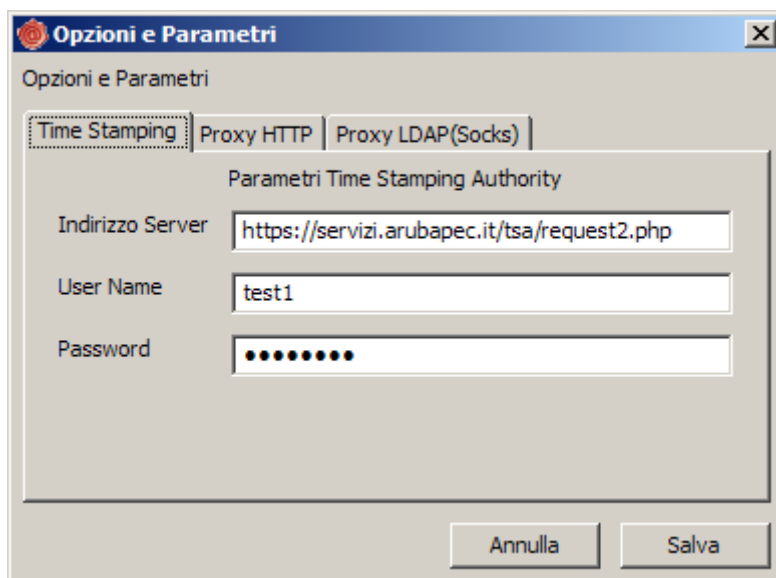 Opzioni e Parametri
Opzioni e Parametri
Time Stamping Proxy HTTP Proxy LDAP(Socks)
Parametri Time Stamping Authority
Indirizzo Server https://servizi.arubapec.it/tsa/request2.php
User Name test1
Password ●●●●●●●●
Annulla Salva